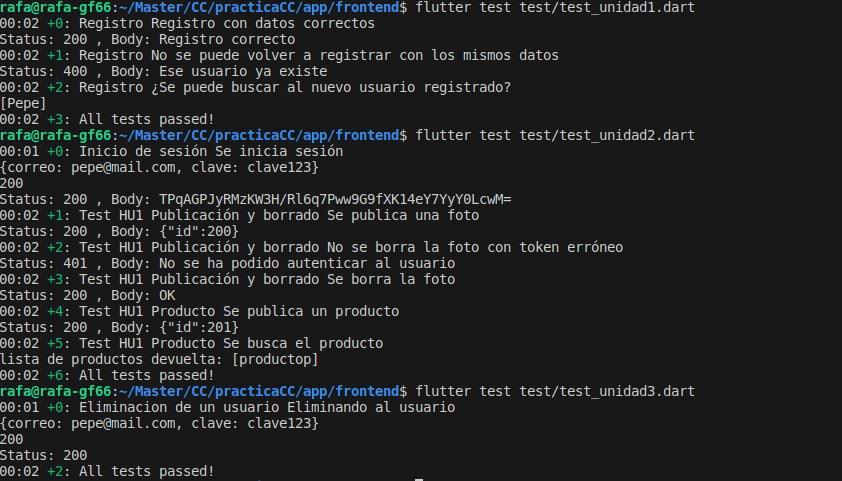 rafa@rafa-gf66:~/Master/CC/practicaCC/app/frontend$ flutter test test/test_unidad1.dart
00:02 +0: Registro Registro con datos correctos
Status: 200 , Body: Registro correcto
00:02 +1: Registro No se puede volver a registrar con los mismos datos
Status: 400 , Body: Ese usuario ya existe
00:02 +2: Registro ¿Se puede buscar al nuevo usuario registrado?
[Pepe]
00:02 +3: All tests passed!
rafa@rafa-gf66:~/Master/CC/practicaCC/app/frontend$ flutter test test/test_unidad2.dart
00:01 +0: Inicio de sesión Se inicia sesión
{correo: pepe@mail.com, clave: clave123}
200
Status: 200 , Body: TPqAGPJyRMzKW3H/Rl6q7Pww9G9fXK14eY7YyY0LcwM=
00:02 +1: Test HU1 Publicación y borrado Se publica una foto
Status: 200 , Body: {"id":200}
00:02 +2: Test HU1 Publicación y borrado No se borra la foto con token erróneo
Status: 401 , Body: No se ha podido autenticar al usuario
00:02 +3: Test HU1 Publicación y borrado Se borra la foto
Status: 200 , Body: OK
00:02 +4: Test HU1 Producto Se publica un producto
Status: 200 , Body: {"id":201}
00:02 +5: Test HU1 Producto Se busca el producto
lista de productos devuelta: [productop]
00:02 +6: All tests passed!
rafa@rafa-gf66:~/Master/CC/practicaCC/app/frontend$ flutter test test/test_unidad3.dart
00:01 +0: Eliminacion de un usuario Eliminando al usuario
{correo: pepe@mail.com, clave: clave123}
200
Status: 200
00:02 +2: All tests passed!